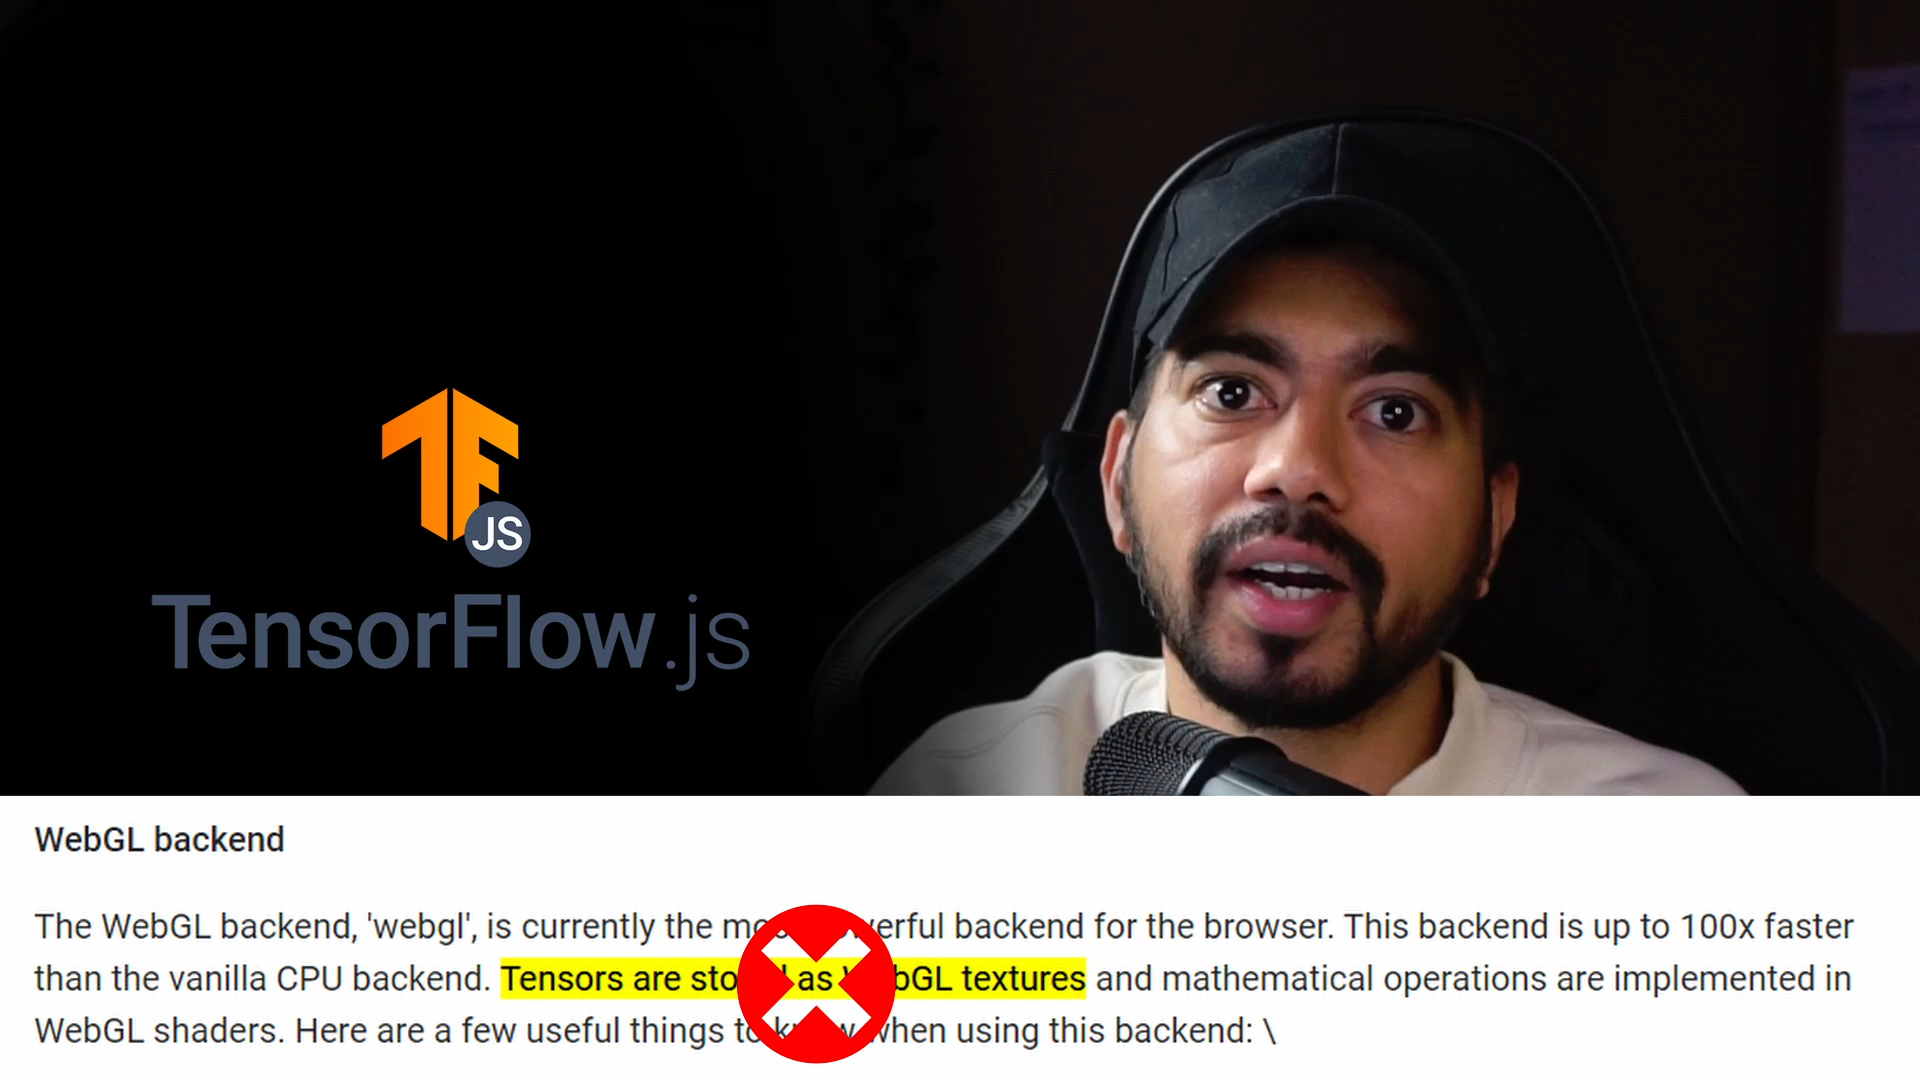 JS
TensorFlow.js
WebGL backend
The WebGL backend, 'webgl', is currently the backend for the browser. This backend is up to 100x faster
than the vanilla CPU backend. Tensors are as textures and mathematical operations are implemented in
WebGL shaders. Here are a few useful things to when using this backend: \